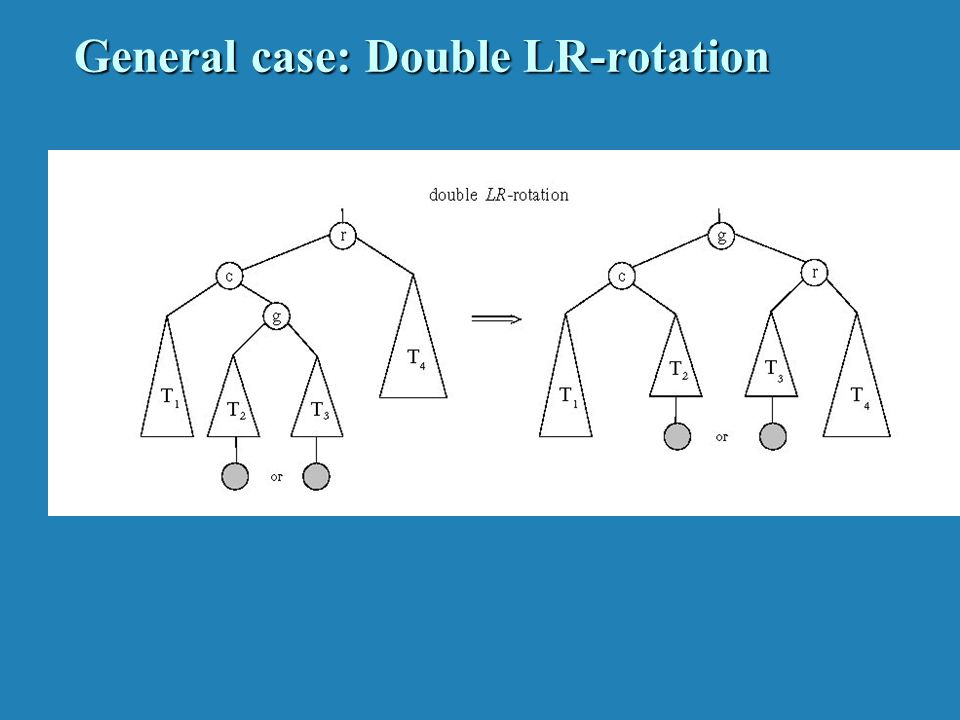 General case: Double LR-rotation
double LR-rotation
r g
c c r
g
T4
T2 T3
T1 T2 T3 T1 T4
or
or